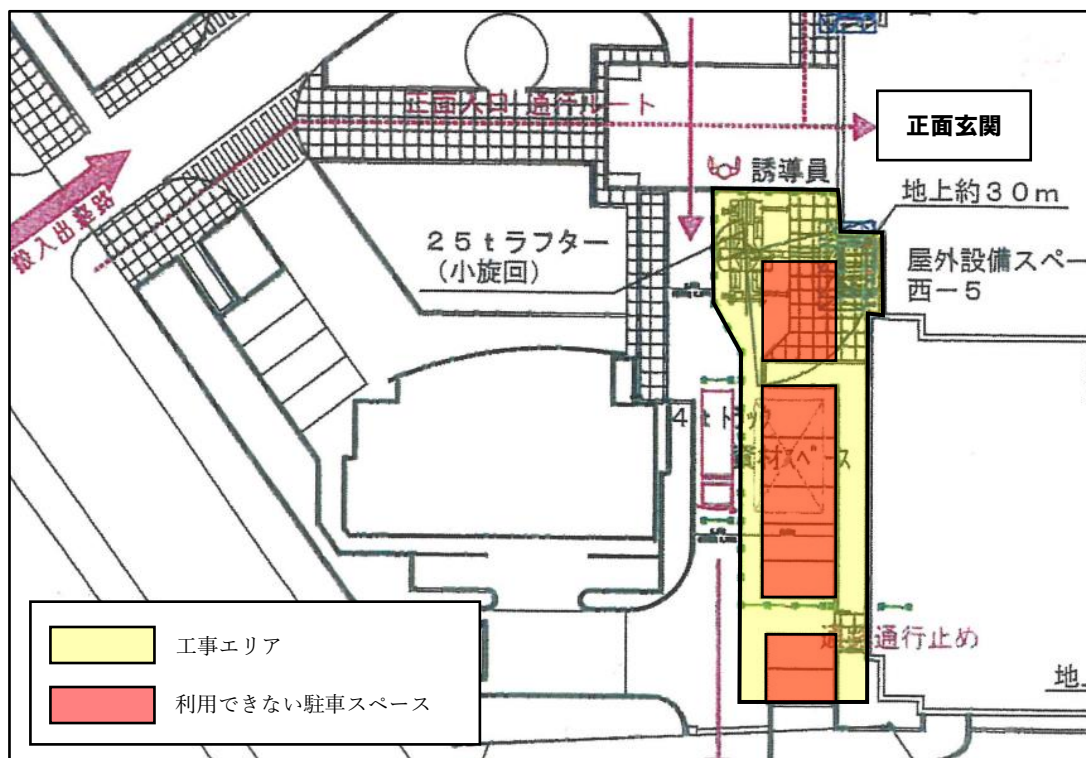 正面入口 通行ルート
正面玄関
誘導員
地上約30m
搬入出経路
25tラフター
(小旋回)
屋外設備スペー
西－5
4tトラック
資材スペース
通行止め
地上
工事エリア
利用できない駐車スペース